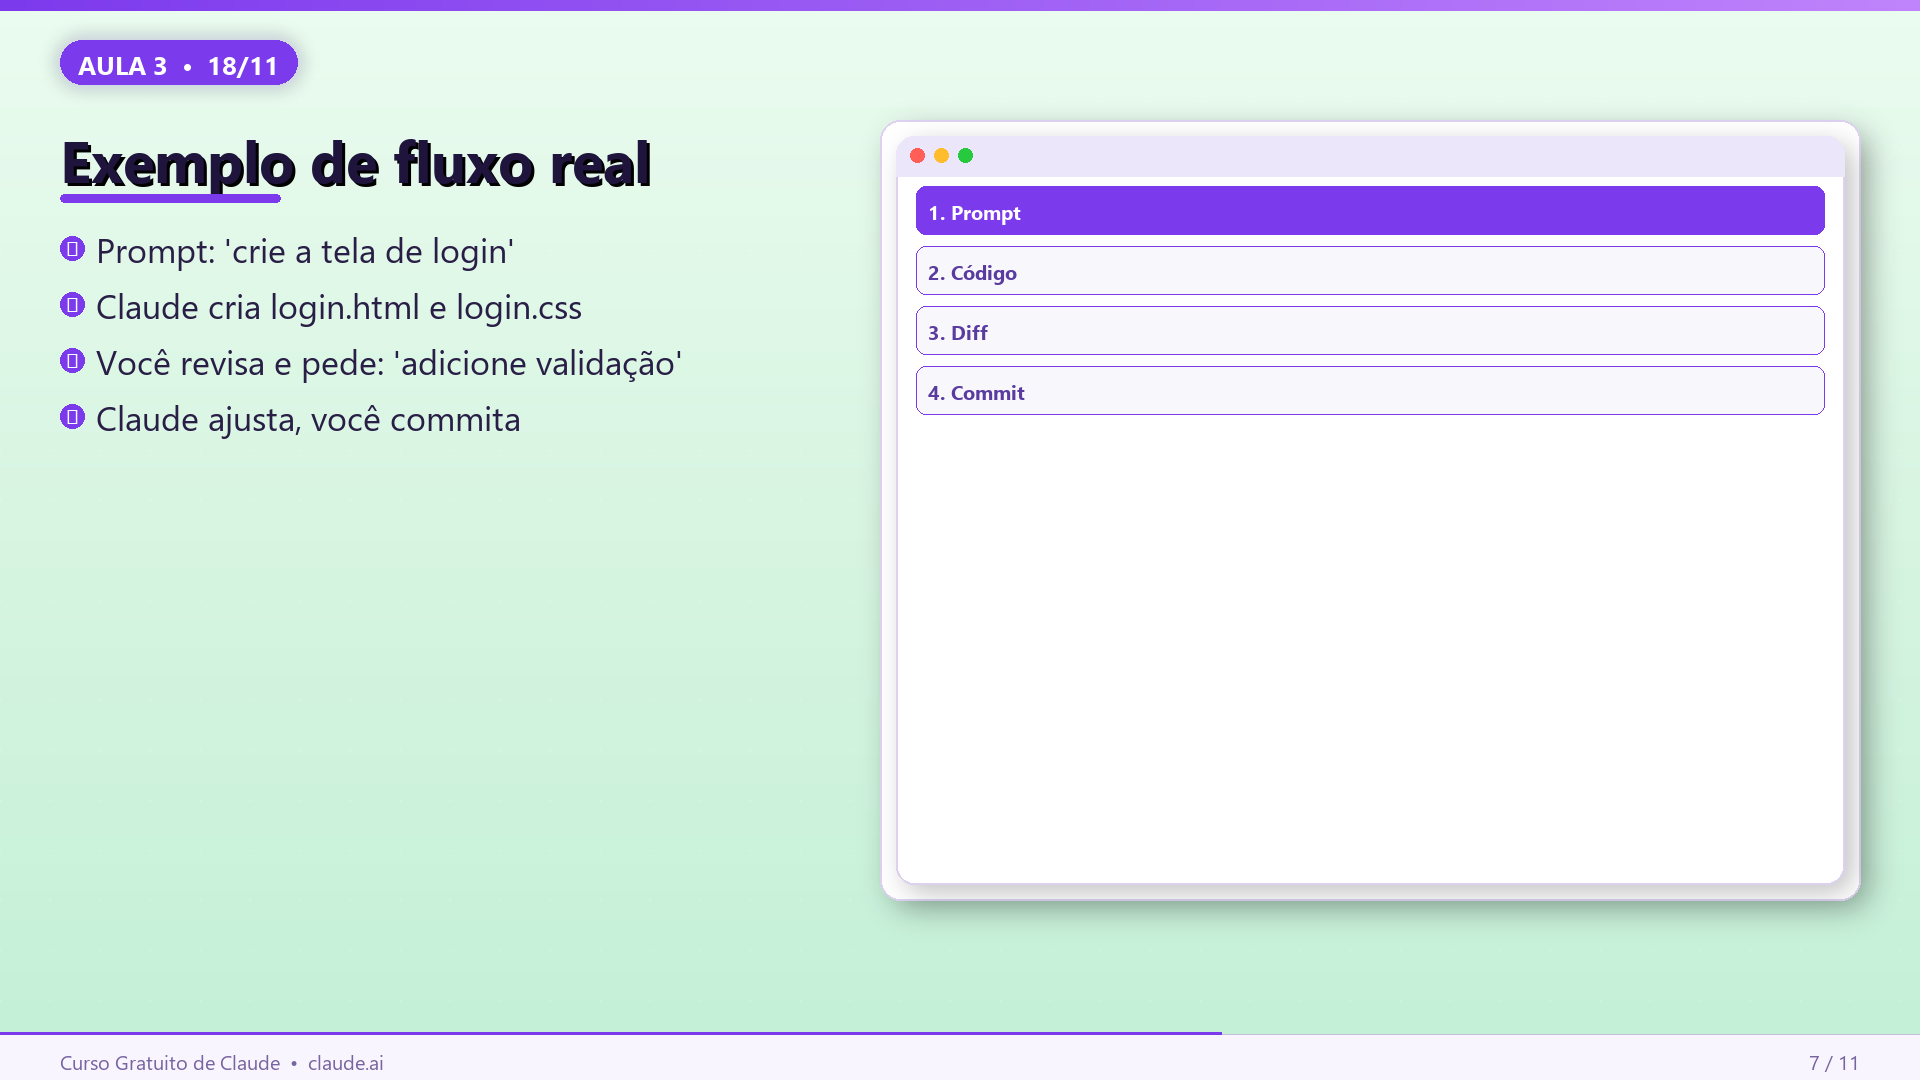 AULA 3 • 18/11
Exemplo de fluxo real
Prompt: 'crie a tela de login'
Claude cria login.html e login.css
Você revisa e pede: 'adicione validação'
Claude ajusta, você commita
1. Prompt
2. Código
3. Diff
4. Commit
Curso Gratuito de Claude • claude.ai
7 / 11